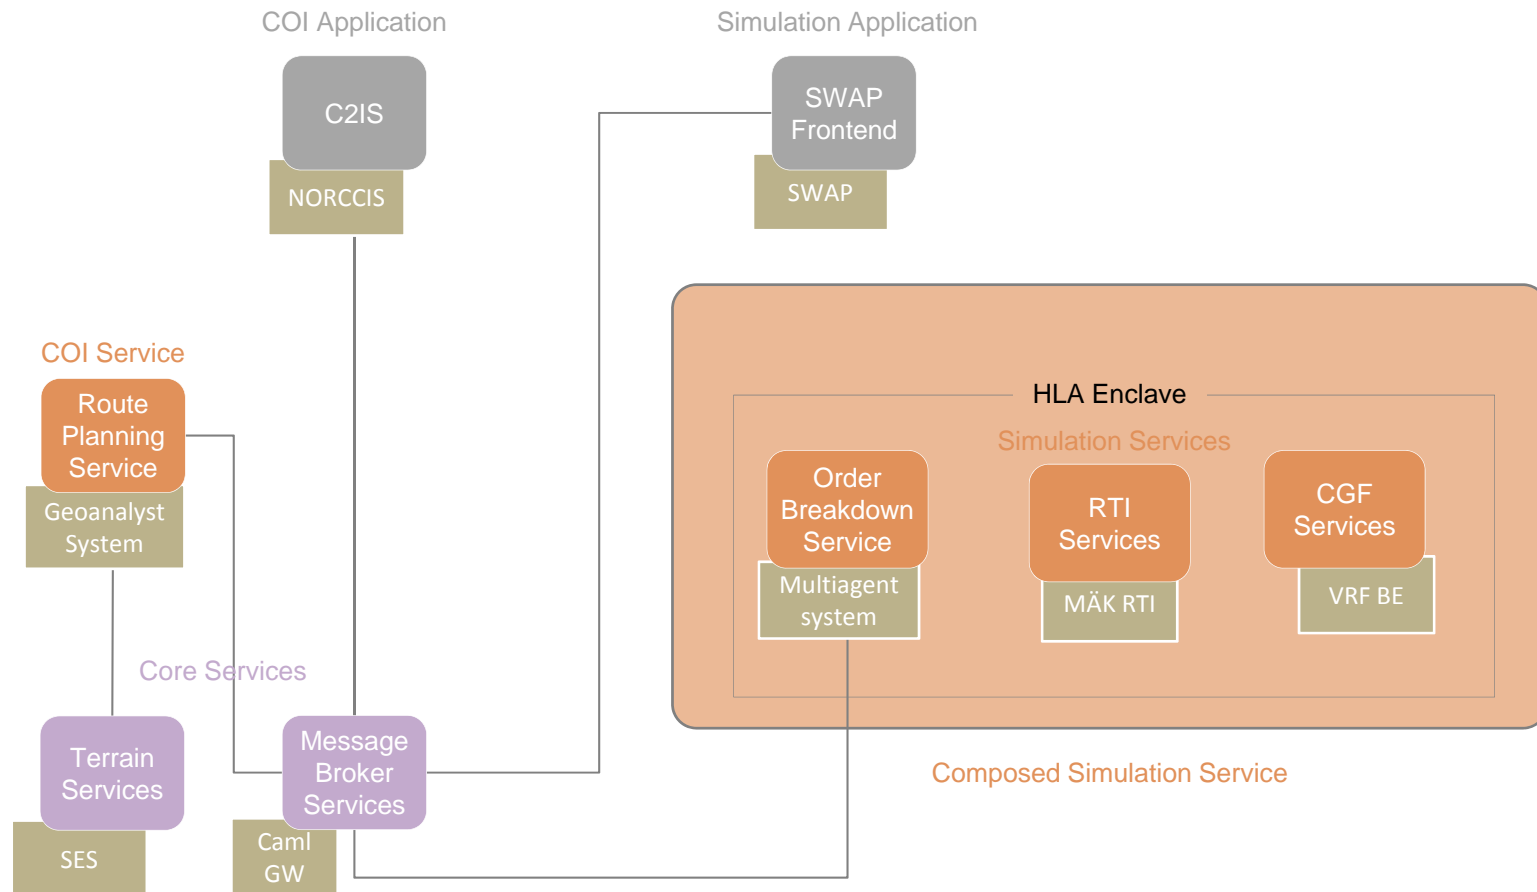 COI Application
Simulation Application
C2IS
NORCCIS
SWAP
Frontend
SWAP
COI Service
Route
Planning
Service
Geoanalyst
System
HLA Enclave
Simulation Services
Order
Breakdown
Service
Multiagent
system
RTI
Services
MÄK RTI
CGF
Services
VRF BE
Core Services
Terrain
Services
SES
Message
Broker
Services
Caml
GW
Composed Simulation Service